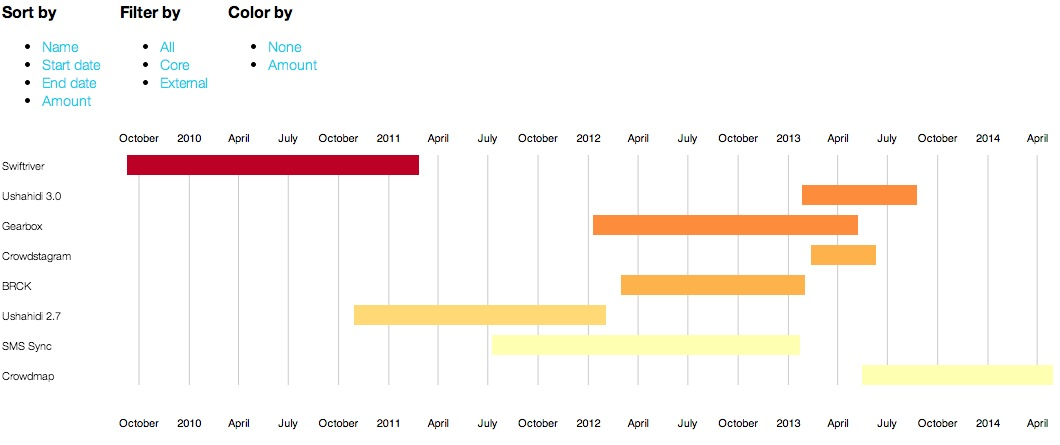 Sort by Filter by Color by
Name All None
Start date Core Amount
End date External
Amount
October 2010 April July October 2011 April July October 2012 April July October 2013 April July October 2014 April
Swiftriver
Ushahidi 3.0
Gearbox
Crowdstagram
BRCK
Ushahidi 2.7
SMS Sync
Crowdmap
October 2010 April July October 2011 April July October 2012 April July October 2013 April July October 2014 April